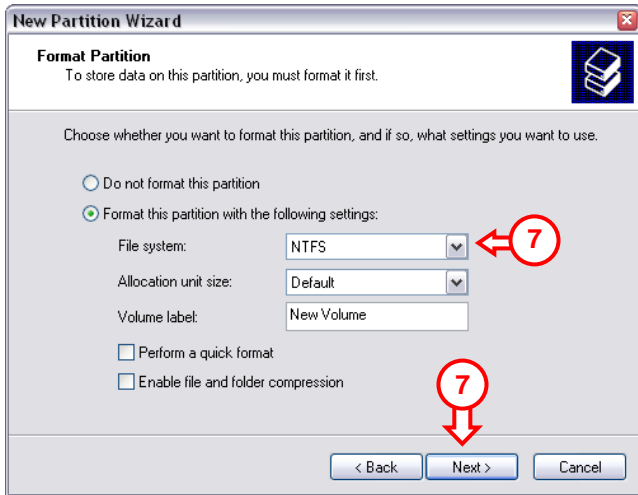 New Partition Wizard
Format Partition
To store data on this partition, you must format it first.
Choose whether you want to format this partition, and if so, what settings you want to use.
Do not format this partition
Format this partition with the following settings:
File system: NTFS
7
Allocation unit size: Default
Volume label: New Volume
Perform a quick format
Enable file and folder compression
7
< Back Next > Cancel